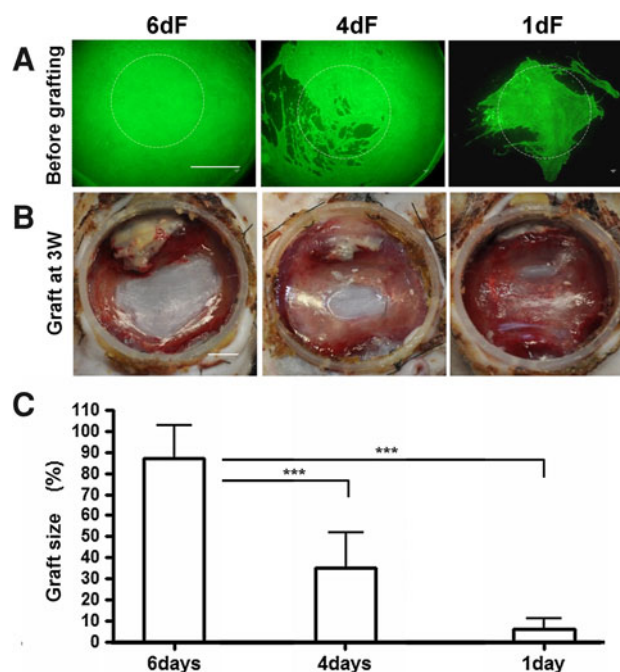 6dF 4dF 1dF
A
Before grafting
B
Graft at 3W
C
Graft size (%)
110
100
90
80
70
60
50
40
30
20
10
0
***
***
6days 4days 1day